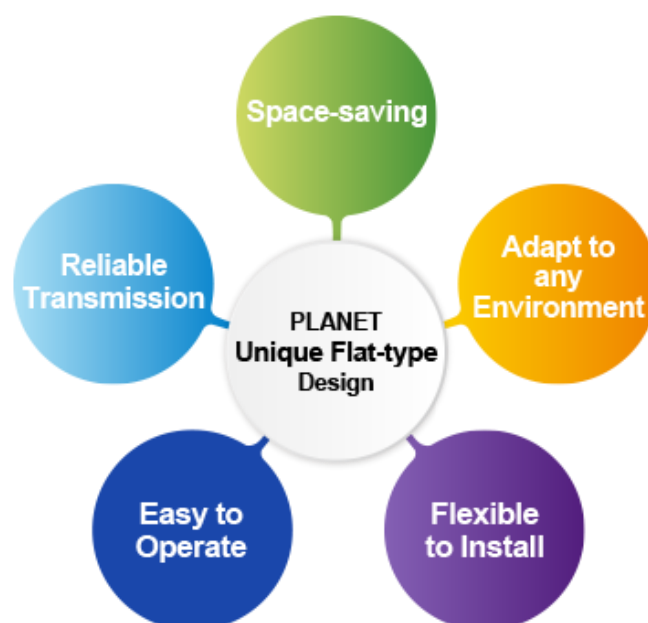 Space-saving
Reliable
Transmission
Adapt to
any
Environment
PLANET
Unique Flat-type
Design
Easy to
Operate
Flexible
to Install